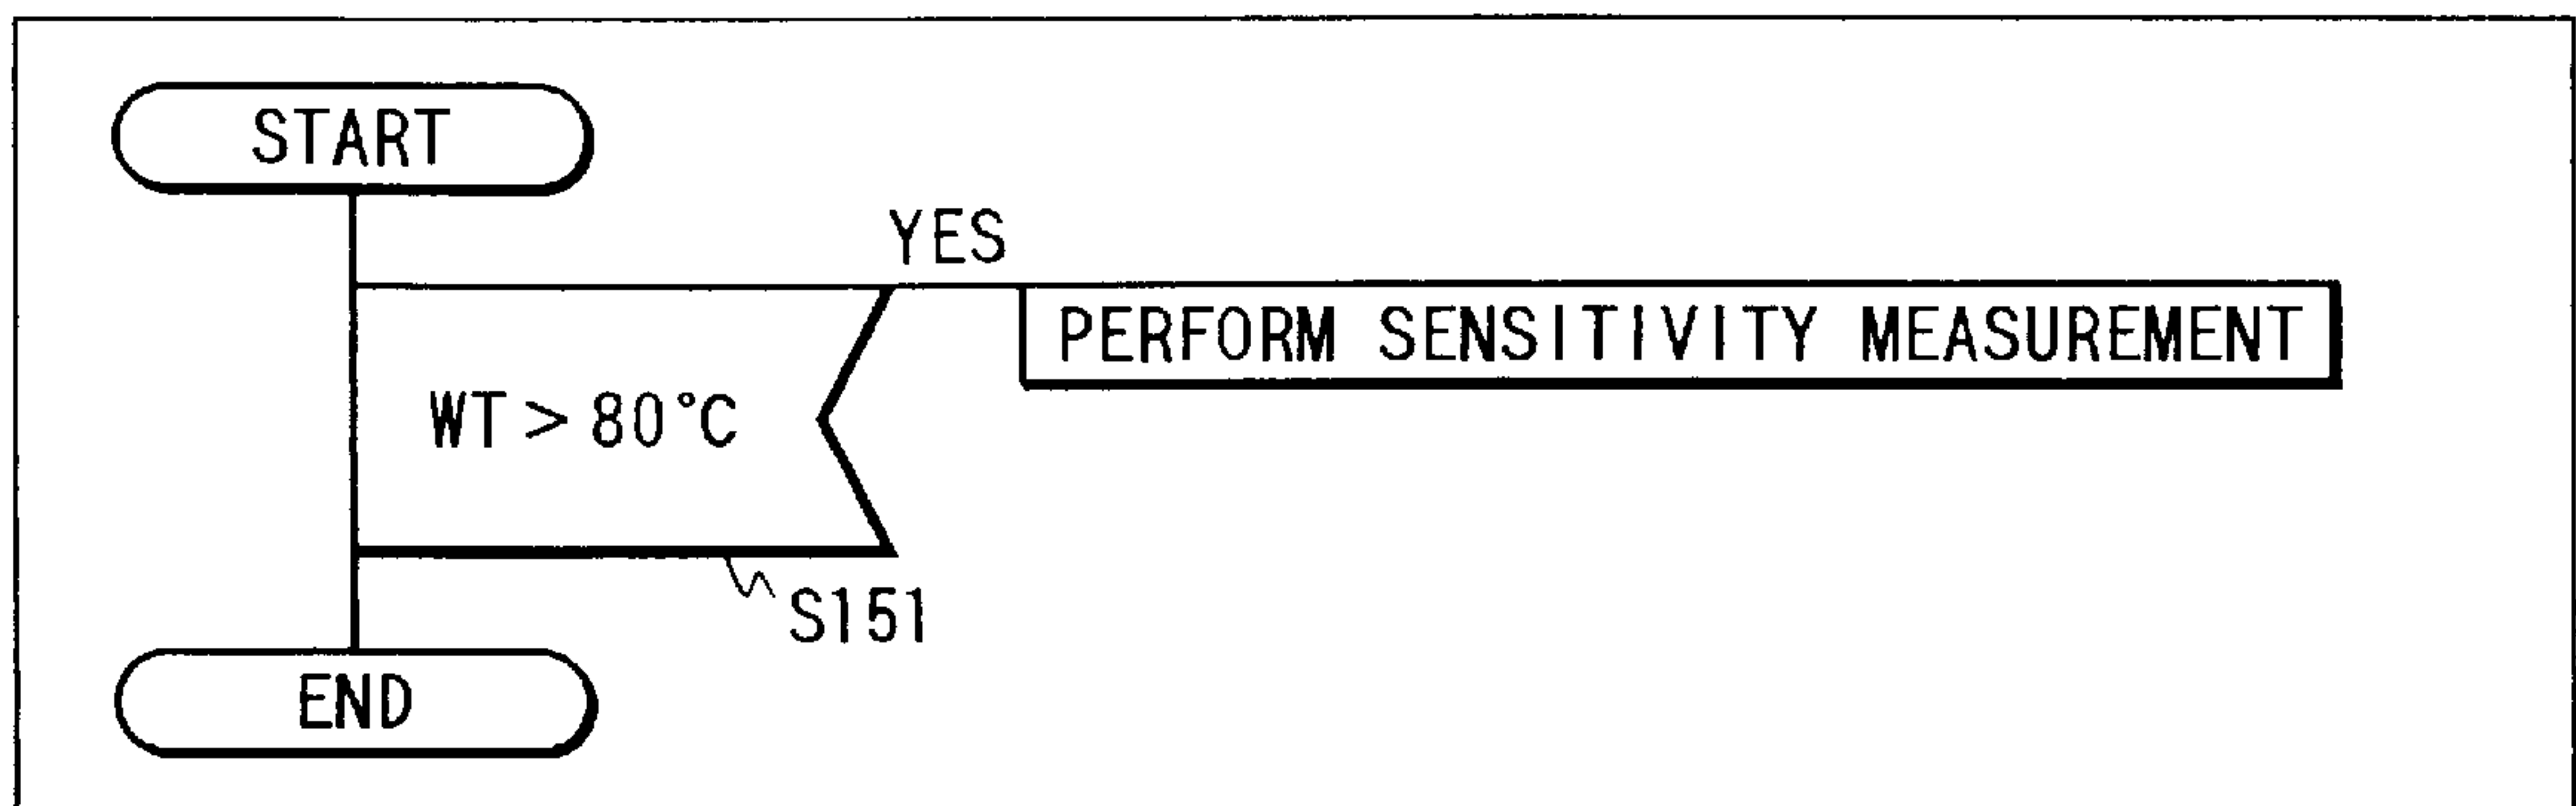 START
YES
PERFORM SENSITIVITY MEASUREMENT
WT > 80°C
S151
END